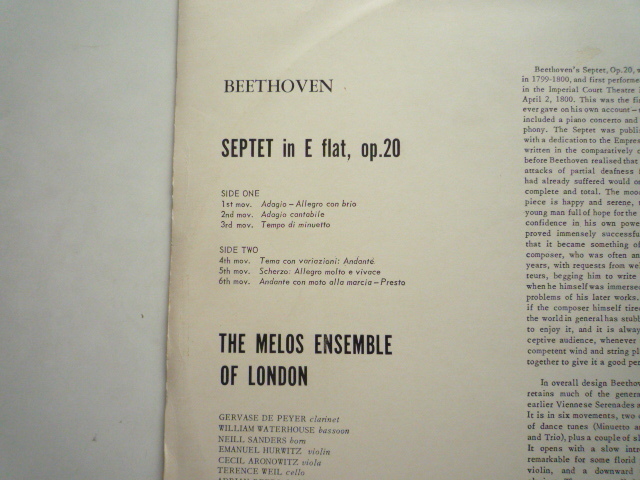 BEETHOVEN
SEPTET in E flat, op.20
SIDE ONE
1st mov. Adagio – Allegro con brio
2nd mov. Adagio cantabile
3rd mov. Tempo di minuetto
SIDE TWO
4th mov. Tema con variazioni: Andante
5th mov. Scherzo: Allegro molto e vivace
6th mov. Andante con moto alla marcia – Presto
THE MELOS ENSEMBLE
OF LONDON
GERVASE DE PEYER clarinet
WILLIAM WATERHOUSE bassoon
NEILL SANDERS horn
EMANUEL HURWITZ violin
CECIL ARONOWITZ viola
TERENCE WEIL cello
Beethoven's Septet, Op.20, w
in 1799-1800, and first performe
in the Imperial Court Theatre i
April 2, 1800. This was the fir
ever gave on his own account –
included a piano concerto and
phony. The Septet was publi
with a dedication to the Empres
written in the comparatively
before Beethoven realised that
attacks of partial deafness
had already suffered would
complete and total. The moo
piece is happy and serene,
young man full of hope for the
confidence in his own powe
proved immensely successfu
that it became something of
composer, who was often an
years, with requests from we
teurs, begging him to write
when he himself was immerse
problems of his later works.
if the composer himself tire
the world in general has stubb
to enjoy it, and it is alway
ceptive audience, whenever
competent wind and string pl
together to give it a good per
In overall design Beethov
retains much of the genera
earlier Viennese Serenades
It is in six movements, two
of dance tunes (Minuetto a
and Trio), plus a couple of sl
It opens with a slow intr
remarkable for some florid
violin, and a downward